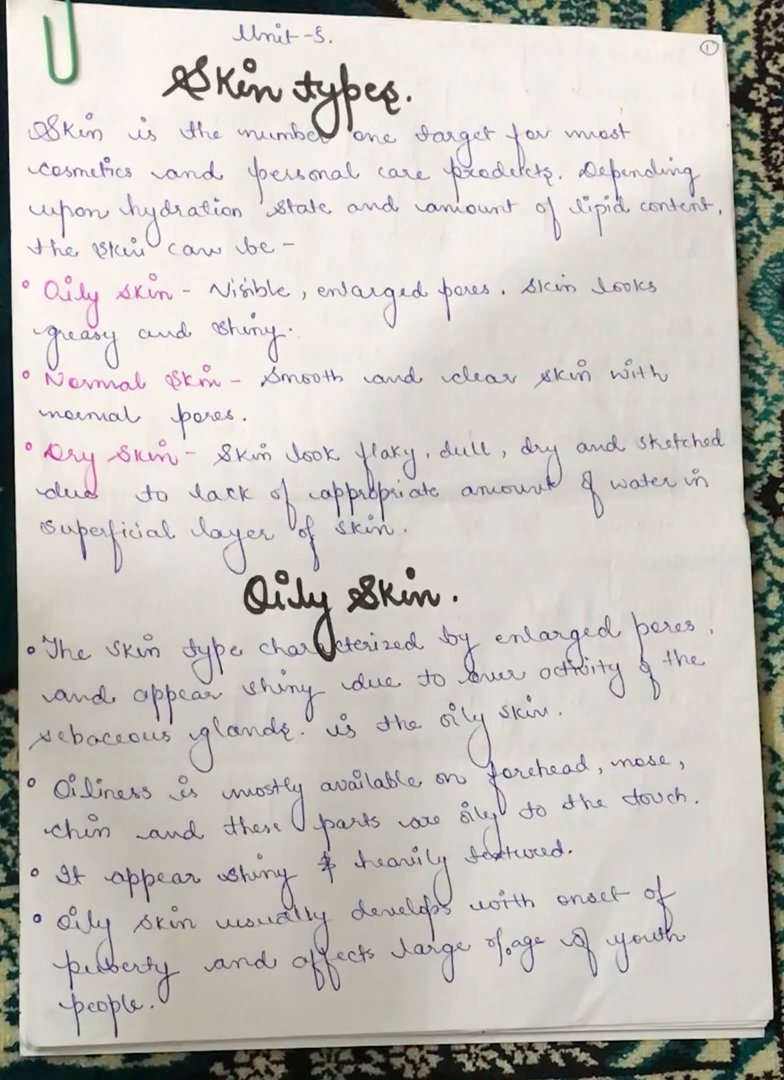 Unit-5.
1
Skin types.
Skin is the number one target for most
cosmetics and personal care products. Depending
upon hydration state and amount of lipid content,
the skin can be -
• Oily skin - Visible, enlarged pores. Skin looks
greasy and shiny.
• Normal Skin - Smooth and clear skin with
normal pores.
• Dry Skin - Skin look flaky, dull, dry and sketched
due to lack of appropriate amount of water in
superficial layer of skin.
Oily Skin.
• The skin type characterized by enlarged pores,
and appear shiny due to over activity of the
sebaceous glands. is the oily skin.
• Oiliness is mostly available on forehead, nose,
chin and these parts are oily to the touch.
• It appear shiny & heavily textured.
• Oily skin usually develops with onset of
puberty and affects large %age of youth
people.